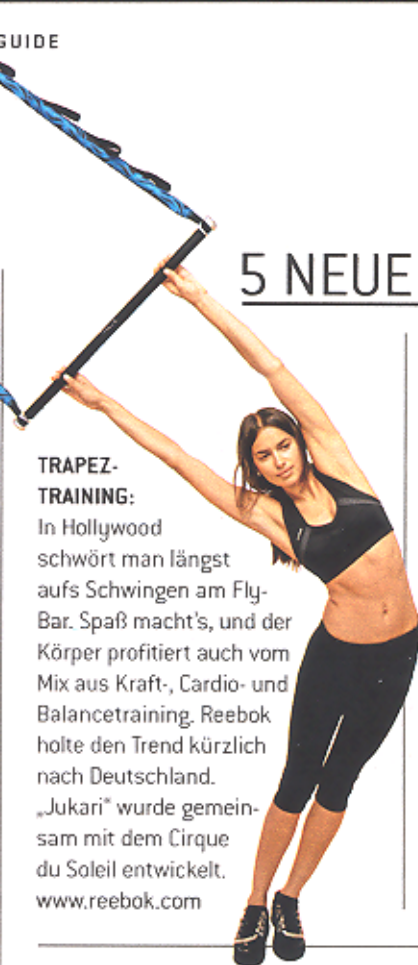 GUIDE
5 NEUE
TRAPEZ-
TRAINING:
In Hollywood
schwört man längst
aufs Schwingen am Fly-
Bar. Spaß macht's, und der
Körper profitiert auch vom
Mix aus Kraft-, Cardio- und
Balancetraining. Reebok
holte den Trend kürzlich
nach Deutschland.
„Jukari“ wurde gemein-
sam mit dem Cirque
du Soleil entwickelt.
www.reebok.com